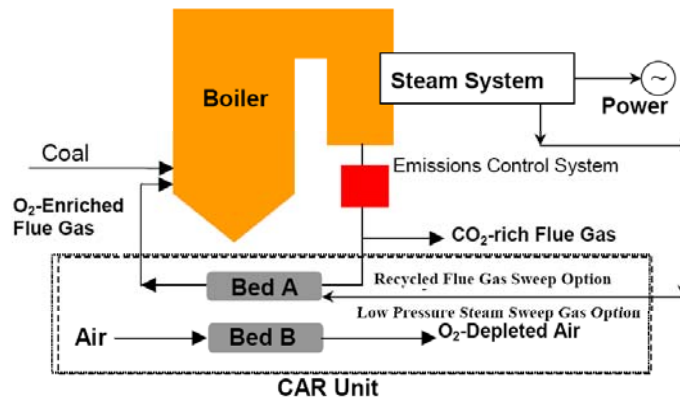 Steam System
Boiler
~
Power
Coal
Emissions Control System
O₂-Enriched
Flue Gas
CO₂-rich Flue Gas
Bed A
Recycled Flue Gas Sweep Option
Low Pressure Steam Sweep Gas Option
Air
Bed B
O₂-Depleted Air
CAR Unit